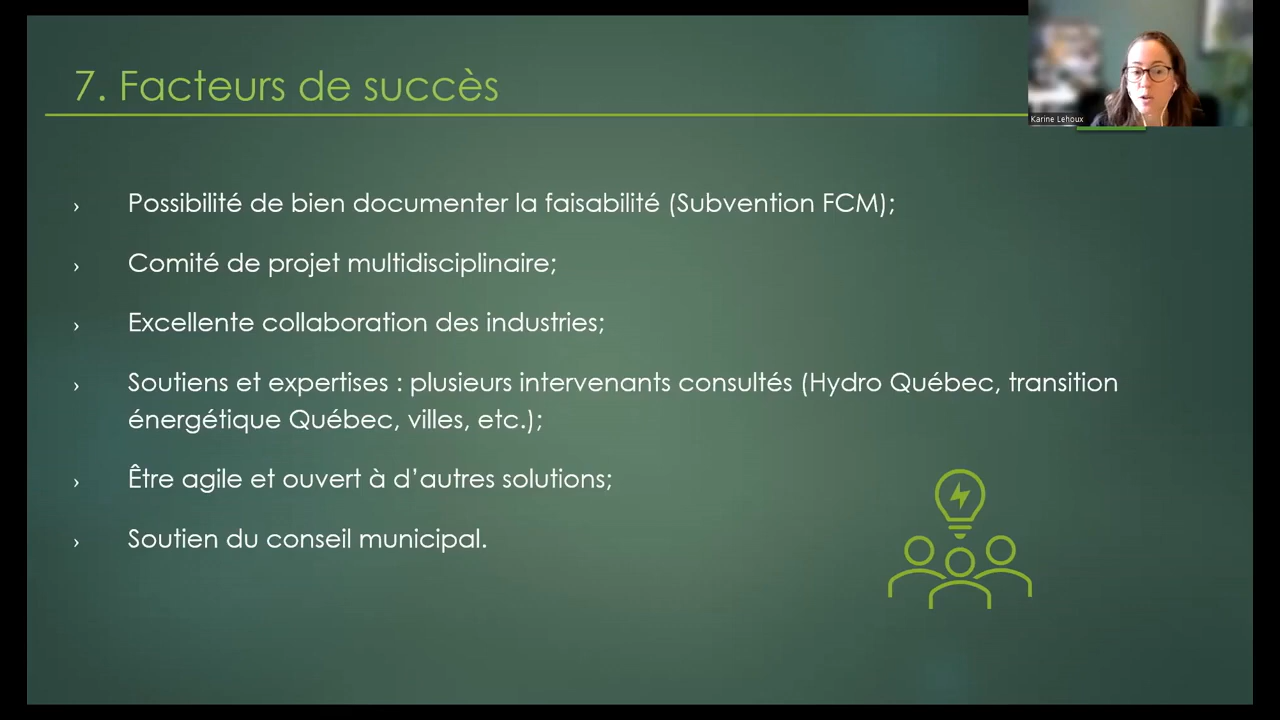 7. Facteurs de succès
Karine Lehoux
› Possibilité de bien documenter la faisabilité (Subvention FCM);
› Comité de projet multidisciplinaire;
› Excellente collaboration des industries;
› Soutiens et expertises : plusieurs intervenants consultés (Hydro Québec, transition
énergétique Québec, villes, etc.);
› Être agile et ouvert à d’autres solutions;
› Soutien du conseil municipal.